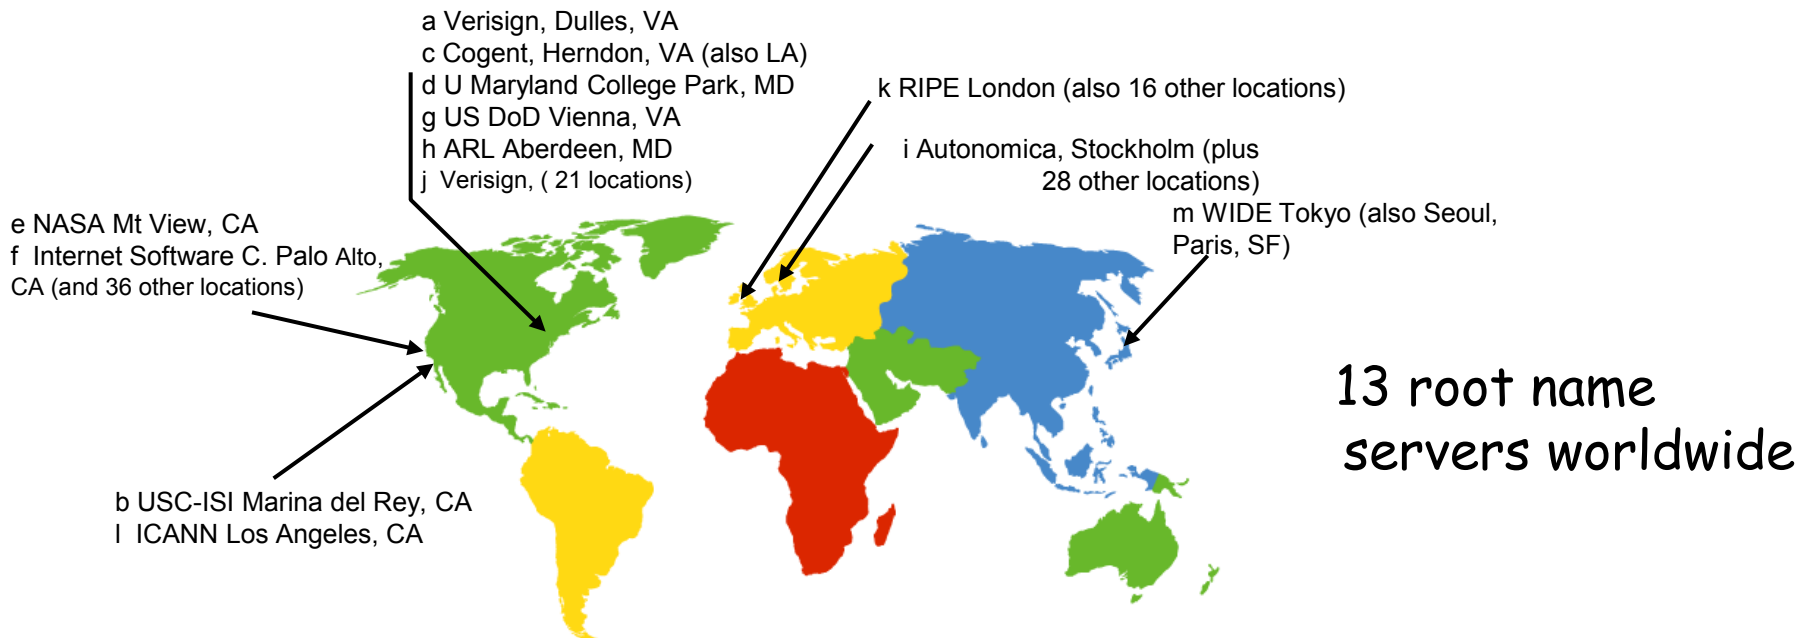 a Verisign, Dulles, VA
c Cogent, Herndon, VA (also LA)
d U Maryland College Park, MD
g US DoD Vienna, VA
h ARL Aberdeen, MD
j Verisign, ( 21 locations)
k RIPE London (also 16 other locations)
i Autonomica, Stockholm (plus
28 other locations)
m WIDE Tokyo (also Seoul,
Paris, SF)
e NASA Mt View, CA
f Internet Software C. Palo Alto,
CA (and 36 other locations)
13 root name
servers worldwide
b USC-ISI Marina del Rey, CA
l ICANN Los Angeles, CA